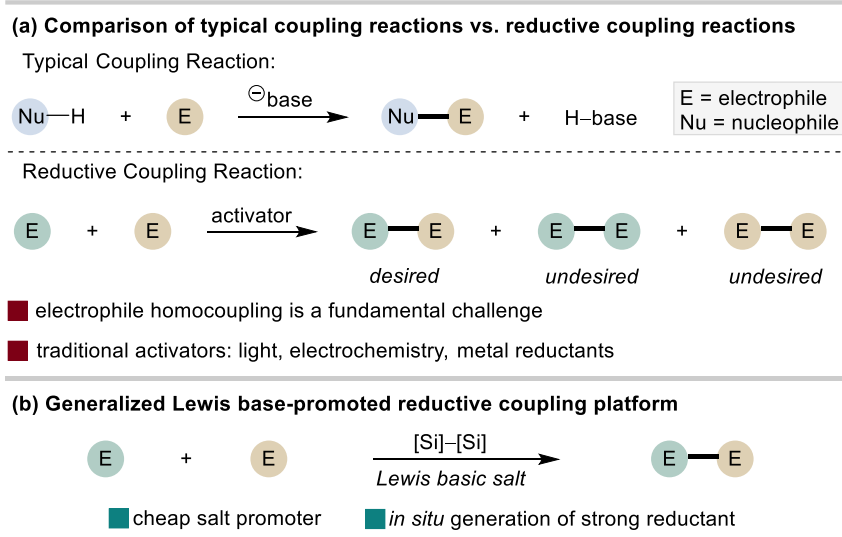 (a) Comparison of typical coupling reactions vs. reductive coupling reactions
Typical Coupling Reaction:
Nu—H + E ⊖base Nu—E + H–base
E = electrophile
Nu = nucleophile
Reductive Coupling Reaction:
E + E activator E—E + E—E + E—E
desired undesired undesired
electrophile homocoupling is a fundamental challenge
traditional activators: light, electrochemistry, metal reductants
(b) Generalized Lewis base-promoted reductive coupling platform
E + E [Si]–[Si] E—E
Lewis basic salt
cheap salt promoter in situ generation of strong reductant